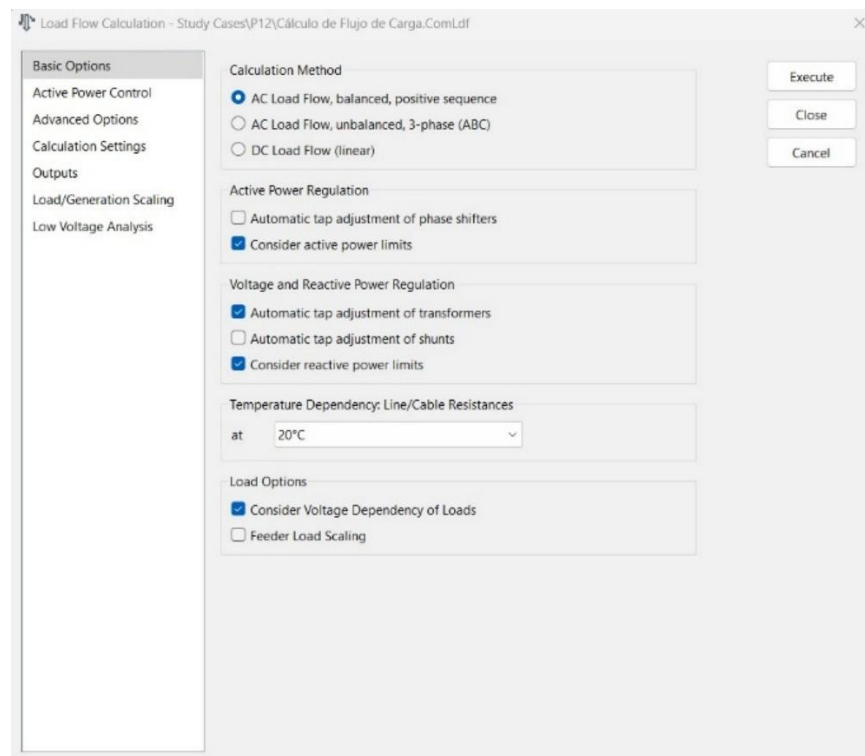 Load Flow Calculation - Study Cases\P12\Cálculo de Flujo de Carga.ComLdf
Basic Options
Active Power Control
Advanced Options
Calculation Settings
Outputs
Load/Generation Scaling
Low Voltage Analysis
Calculation Method
AC Load Flow, balanced, positive sequence
AC Load Flow, unbalanced, 3-phase (ABC)
DC Load Flow (linear)
Active Power Regulation
Automatic tap adjustment of phase shifters
Consider active power limits
Voltage and Reactive Power Regulation
Automatic tap adjustment of transformers
Automatic tap adjustment of shunts
Consider reactive power limits
Temperature Dependency: Line/Cable Resistances
at 20°C
Load Options
Consider Voltage Dependency of Loads
Feeder Load Scaling
Execute
Close
Cancel